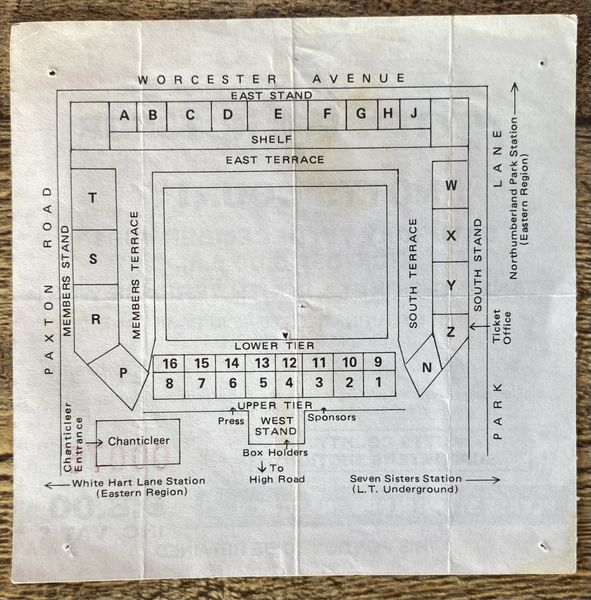 WORCESTER AVENUE
EAST STAND
A B C D E F G H J
SHELF
EAST TERRACE
PAXTON ROAD
MEMBERS STAND
T
S
R
P
MEMBERS TERRACE
SOUTH TERRACE
W
X
Y
Z
N
SOUTH STAND
PARK LANE
Northumberland Park Station
(Eastern Region)
Ticket
Office
LOWER TIER
16 15 14 13 12 11 10 9
8 7 6 5 4 3 2 1
UPPER TIER
Press
WEST
STAND
Sponsors
Box Holders
To
High Road
Chanticleer
Entrance
Chanticleer
White Hart Lane Station
(Eastern Region)
Seven Sisters Station
(L.T. Underground)